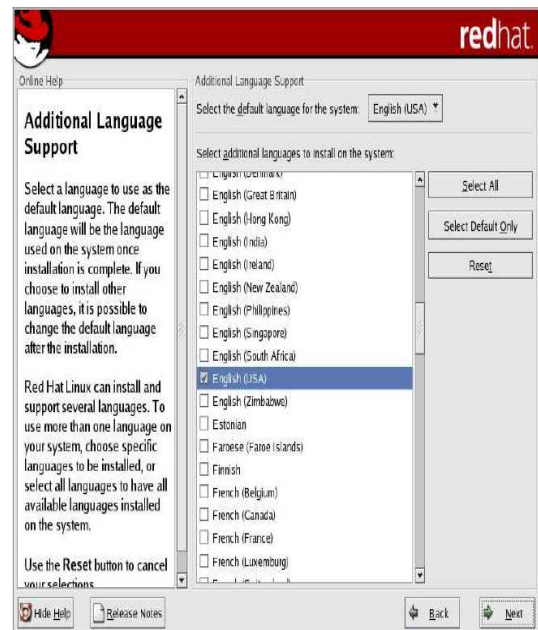 redhat.
Online Help
Additional Language
Support
Select a language to use as the
default language. The default
language will be the language
used on the system once
installation is complete. If you
choose to install other
languages, it is possible to
change the default language
after the installation.
Red Hat Linux can install and
support several languages. To
use more than one language on
your system, choose specific
languages to be installed, or
select all languages to have all
available languages installed
on the system.
Use the Reset button to cancel
your selections
Additional Language Support
Select the default language for the system: English (USA)
Select additional languages to install on the system:
English (Denmark)
English (Great Britain)
English (Hong Kong)
English (India)
English (Ireland)
English (New Zealand)
English (Philippines)
English (Singapore)
English (South Africa)
English (USA)
English (Zimbabwe)
Estonian
Faroese (Faroe Islands)
Finnish
French (Belgium)
French (Canada)
French (France)
French (Luxemburg)
Select All
Select Default Only
Reset
Hide Help
Release Notes
Back
Next